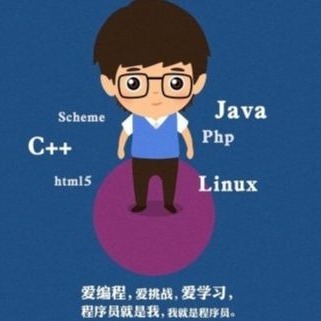 Scheme
Java
C++
Php
html5
Linux
爱编程，爱挑战，爱学习，
程序员就是我，我就是程序员。